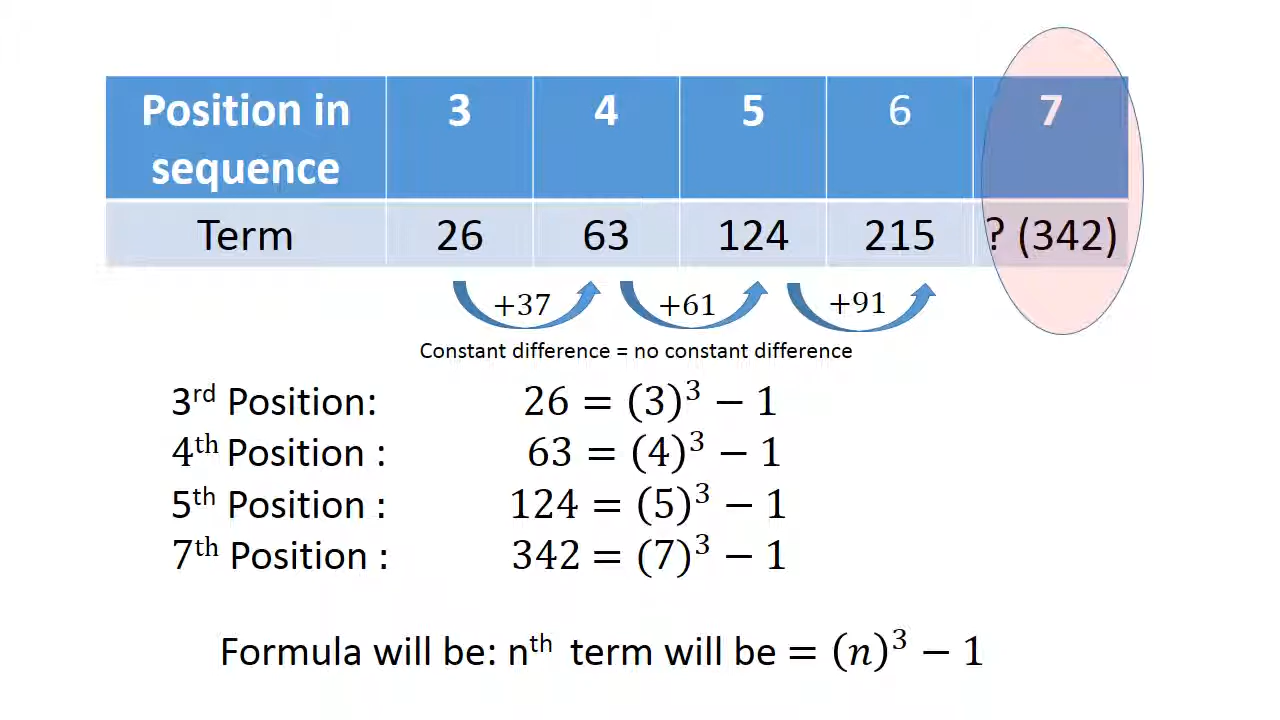 Position in sequence 3 4 5 6 7
Term 26 63 124 215 ? (342)
+37 +61 +91
Constant difference = no constant difference
3rd Position: 26 = (3)³ − 1
4th Position : 63 = (4)³ − 1
5th Position : 124 = (5)³ − 1
7th Position : 342 = (7)³ − 1
Formula will be: nth term will be = (n)³ − 1